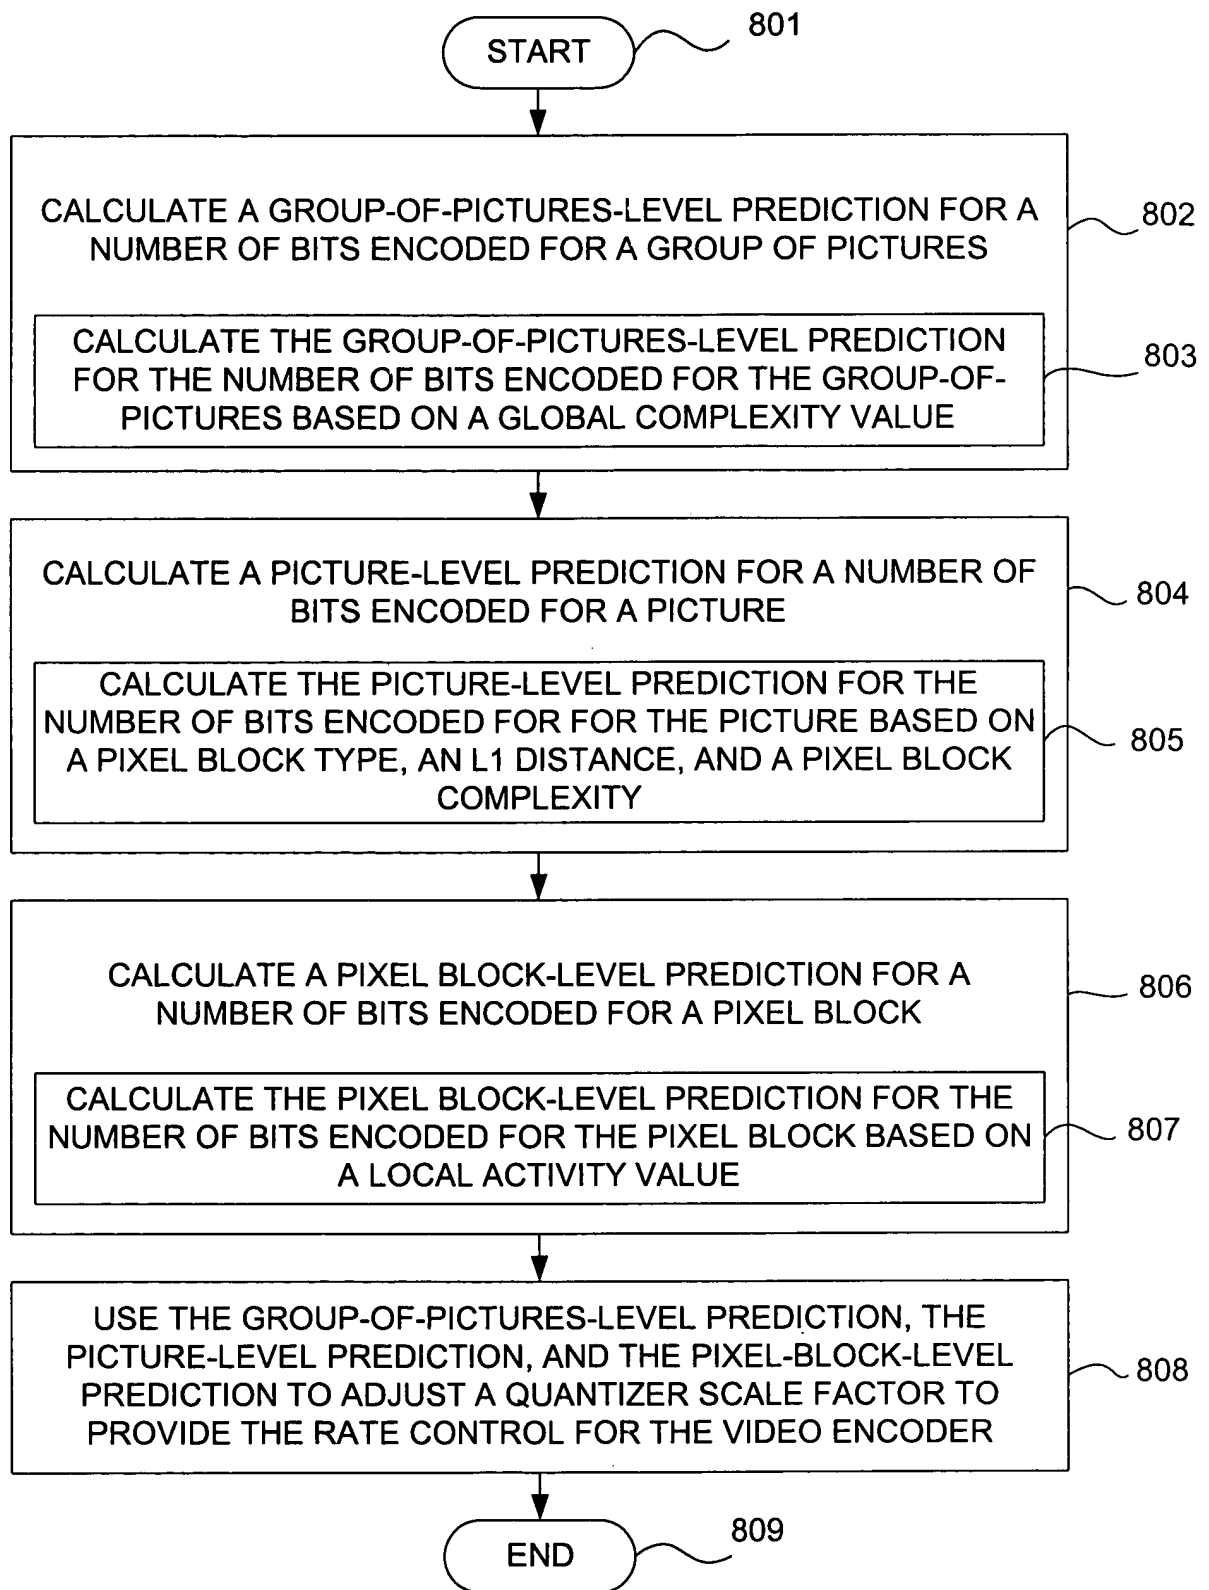 START
801
CALCULATE A GROUP-OF-PICTURES-LEVEL PREDICTION FOR A
NUMBER OF BITS ENCODED FOR A GROUP OF PICTURES
802
CALCULATE THE GROUP-OF-PICTURES-LEVEL PREDICTION
FOR THE NUMBER OF BITS ENCODED FOR THE GROUP-OF-
PICTURES BASED ON A GLOBAL COMPLEXITY VALUE
803
CALCULATE A PICTURE-LEVEL PREDICTION FOR A NUMBER OF
BITS ENCODED FOR A PICTURE
804
CALCULATE THE PICTURE-LEVEL PREDICTION FOR THE
NUMBER OF BITS ENCODED FOR FOR THE PICTURE BASED ON
A PIXEL BLOCK TYPE, AN L1 DISTANCE, AND A PIXEL BLOCK
COMPLEXITY
805
CALCULATE A PIXEL BLOCK-LEVEL PREDICTION FOR A
NUMBER OF BITS ENCODED FOR A PIXEL BLOCK
806
CALCULATE THE PIXEL BLOCK-LEVEL PREDICTION FOR THE
NUMBER OF BITS ENCODED FOR THE PIXEL BLOCK BASED ON
A LOCAL ACTIVITY VALUE
807
USE THE GROUP-OF-PICTURES-LEVEL PREDICTION, THE
PICTURE-LEVEL PREDICTION, AND THE PIXEL-BLOCK-LEVEL
PREDICTION TO ADJUST A QUANTIZER SCALE FACTOR TO
PROVIDE THE RATE CONTROL FOR THE VIDEO ENCODER
808
END
809